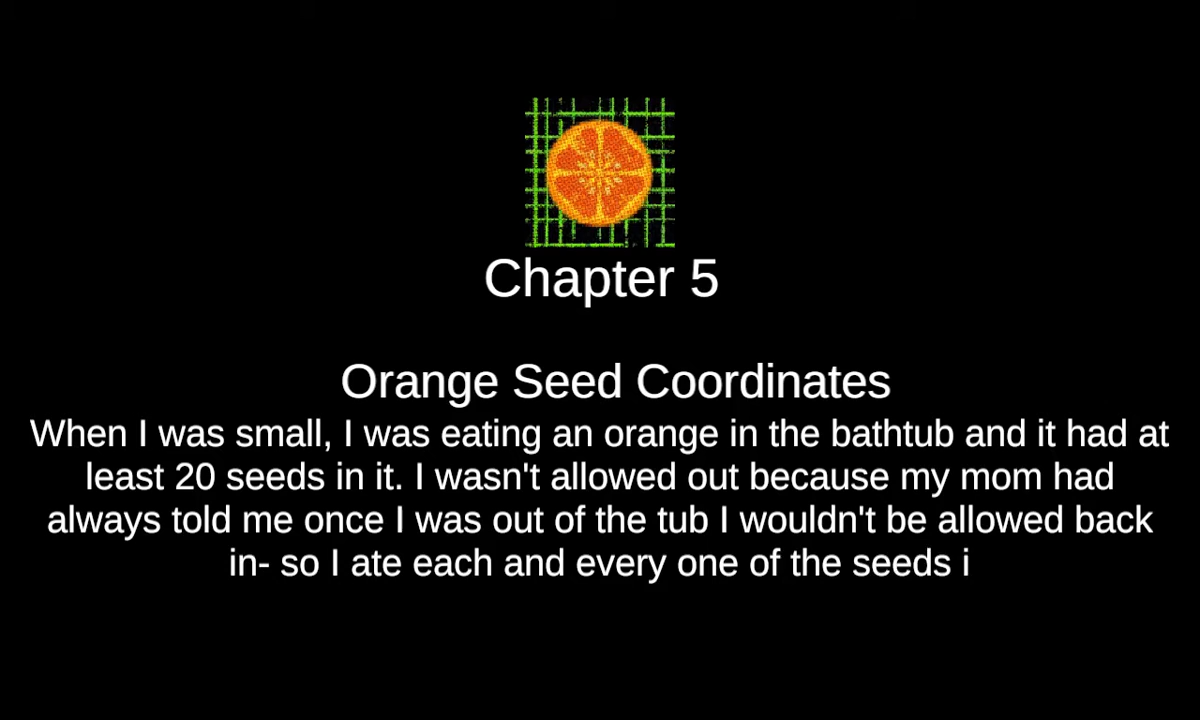 Chapter 5
Orange Seed Coordinates
When I was small, I was eating an orange in the bathtub and it had at
least 20 seeds in it. I wasn't allowed out because my mom had
always told me once I was out of the tub I wouldn't be allowed back
in- so I ate each and every one of the seeds i